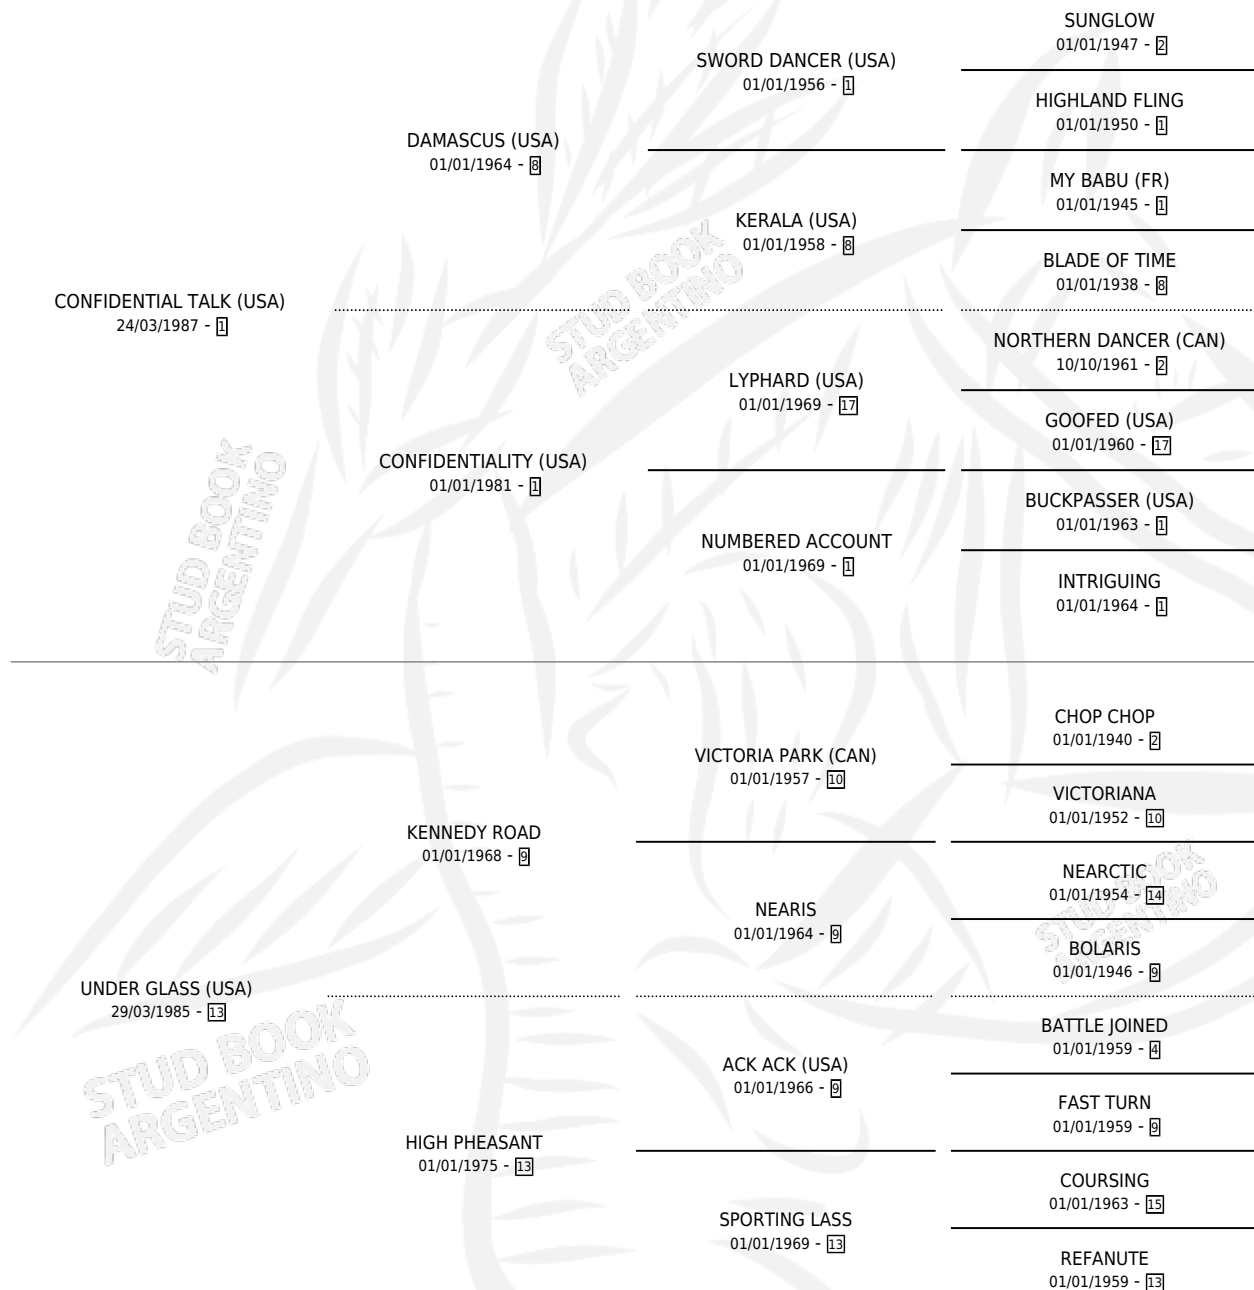 SUNGLOW
01/01/1947 - 2
SWORD DANCER (USA)
01/01/1956 - 1
HIGHLAND FLING
01/01/1950 - 1
DAMASCUS (USA)
01/01/1964 - 8
MY BABU (FR)
01/01/1945 - 1
KERALA (USA)
01/01/1958 - 8
BLADE OF TIME
01/01/1938 - 8
CONFIDENTIAL TALK (USA)
24/03/1987 - 1
NORTHERN DANCER (CAN)
10/10/1961 - 2
LYPHARD (USA)
01/01/1969 - 17
GOOFED (USA)
01/01/1960 - 17
CONFIDENTIALITY (USA)
01/01/1981 - 1
BUCKPASSER (USA)
01/01/1963 - 1
NUMBERED ACCOUNT
01/01/1969 - 1
INTRIGUING
01/01/1964 - 1
CHOP CHOP
01/01/1940 - 2
VICTORIA PARK (CAN)
01/01/1957 - 10
VICTORIANA
01/01/1952 - 10
KENNEDY ROAD
01/01/1968 - 9
NEARCTIC
01/01/1954 - 14
NEARIS
01/01/1964 - 9
BOLARIS
01/01/1946 - 9
UNDER GLASS (USA)
29/03/1985 - 13
BATTLE JOINED
01/01/1959 - 4
ACK ACK (USA)
01/01/1966 - 9
FAST TURN
01/01/1959 - 9
HIGH PHEASANT
01/01/1975 - 13
COURSING
01/01/1963 - 15
SPORTING LASS
01/01/1969 - 13
REFANUTE
01/01/1959 - 13
STUD BOOK
ARGENTINO
STUD BOOK
ARGENTINO
STUD BOOK
ARGENTINO
STUD BOOK
ARGENTINO